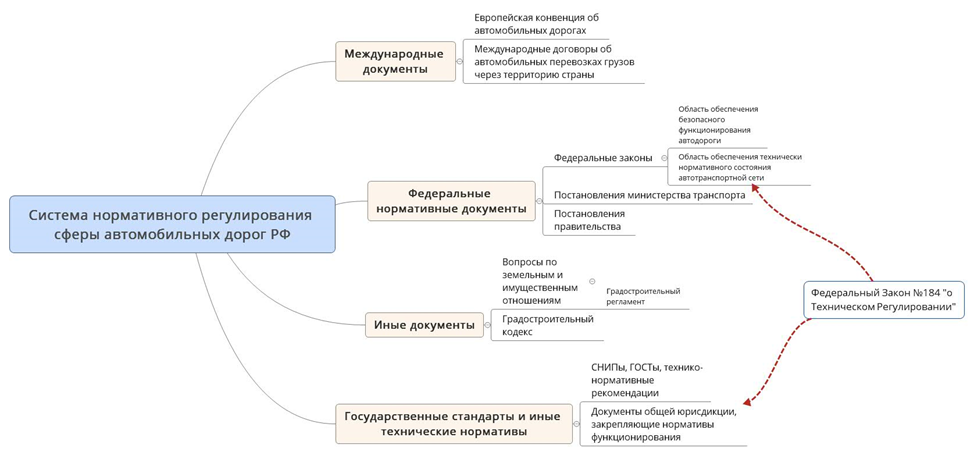 Европейская конвенция об
автомобильных дорогах
Международные
документы
Международные договоры об
автомобильных перевозках грузов
через территорию страны
Область обеспечения
безопасного
функционирования
автодороги
Федеральные законы
Область обеспечения технически
нормативного состояния
автотранспортной сети
Федеральные
нормативные документы
Постановления министерства транспорта
Постановления
правительства
Система нормативного регулирования
сферы автомобильных дорог РФ
Вопросы по
земельным и
имущественным
отношениям
Градостроительный
регламент
Иные документы
Градостроительный
кодекс
Федеральный Закон №184 "о
Техническом Регулировании"
СНИПы, ГОСТы, технико-
нормативные
рекомендации
Государственные стандарты и иные
технические нормативы
Документы общей юрисдикции,
закрепляющие нормативы
функционирования